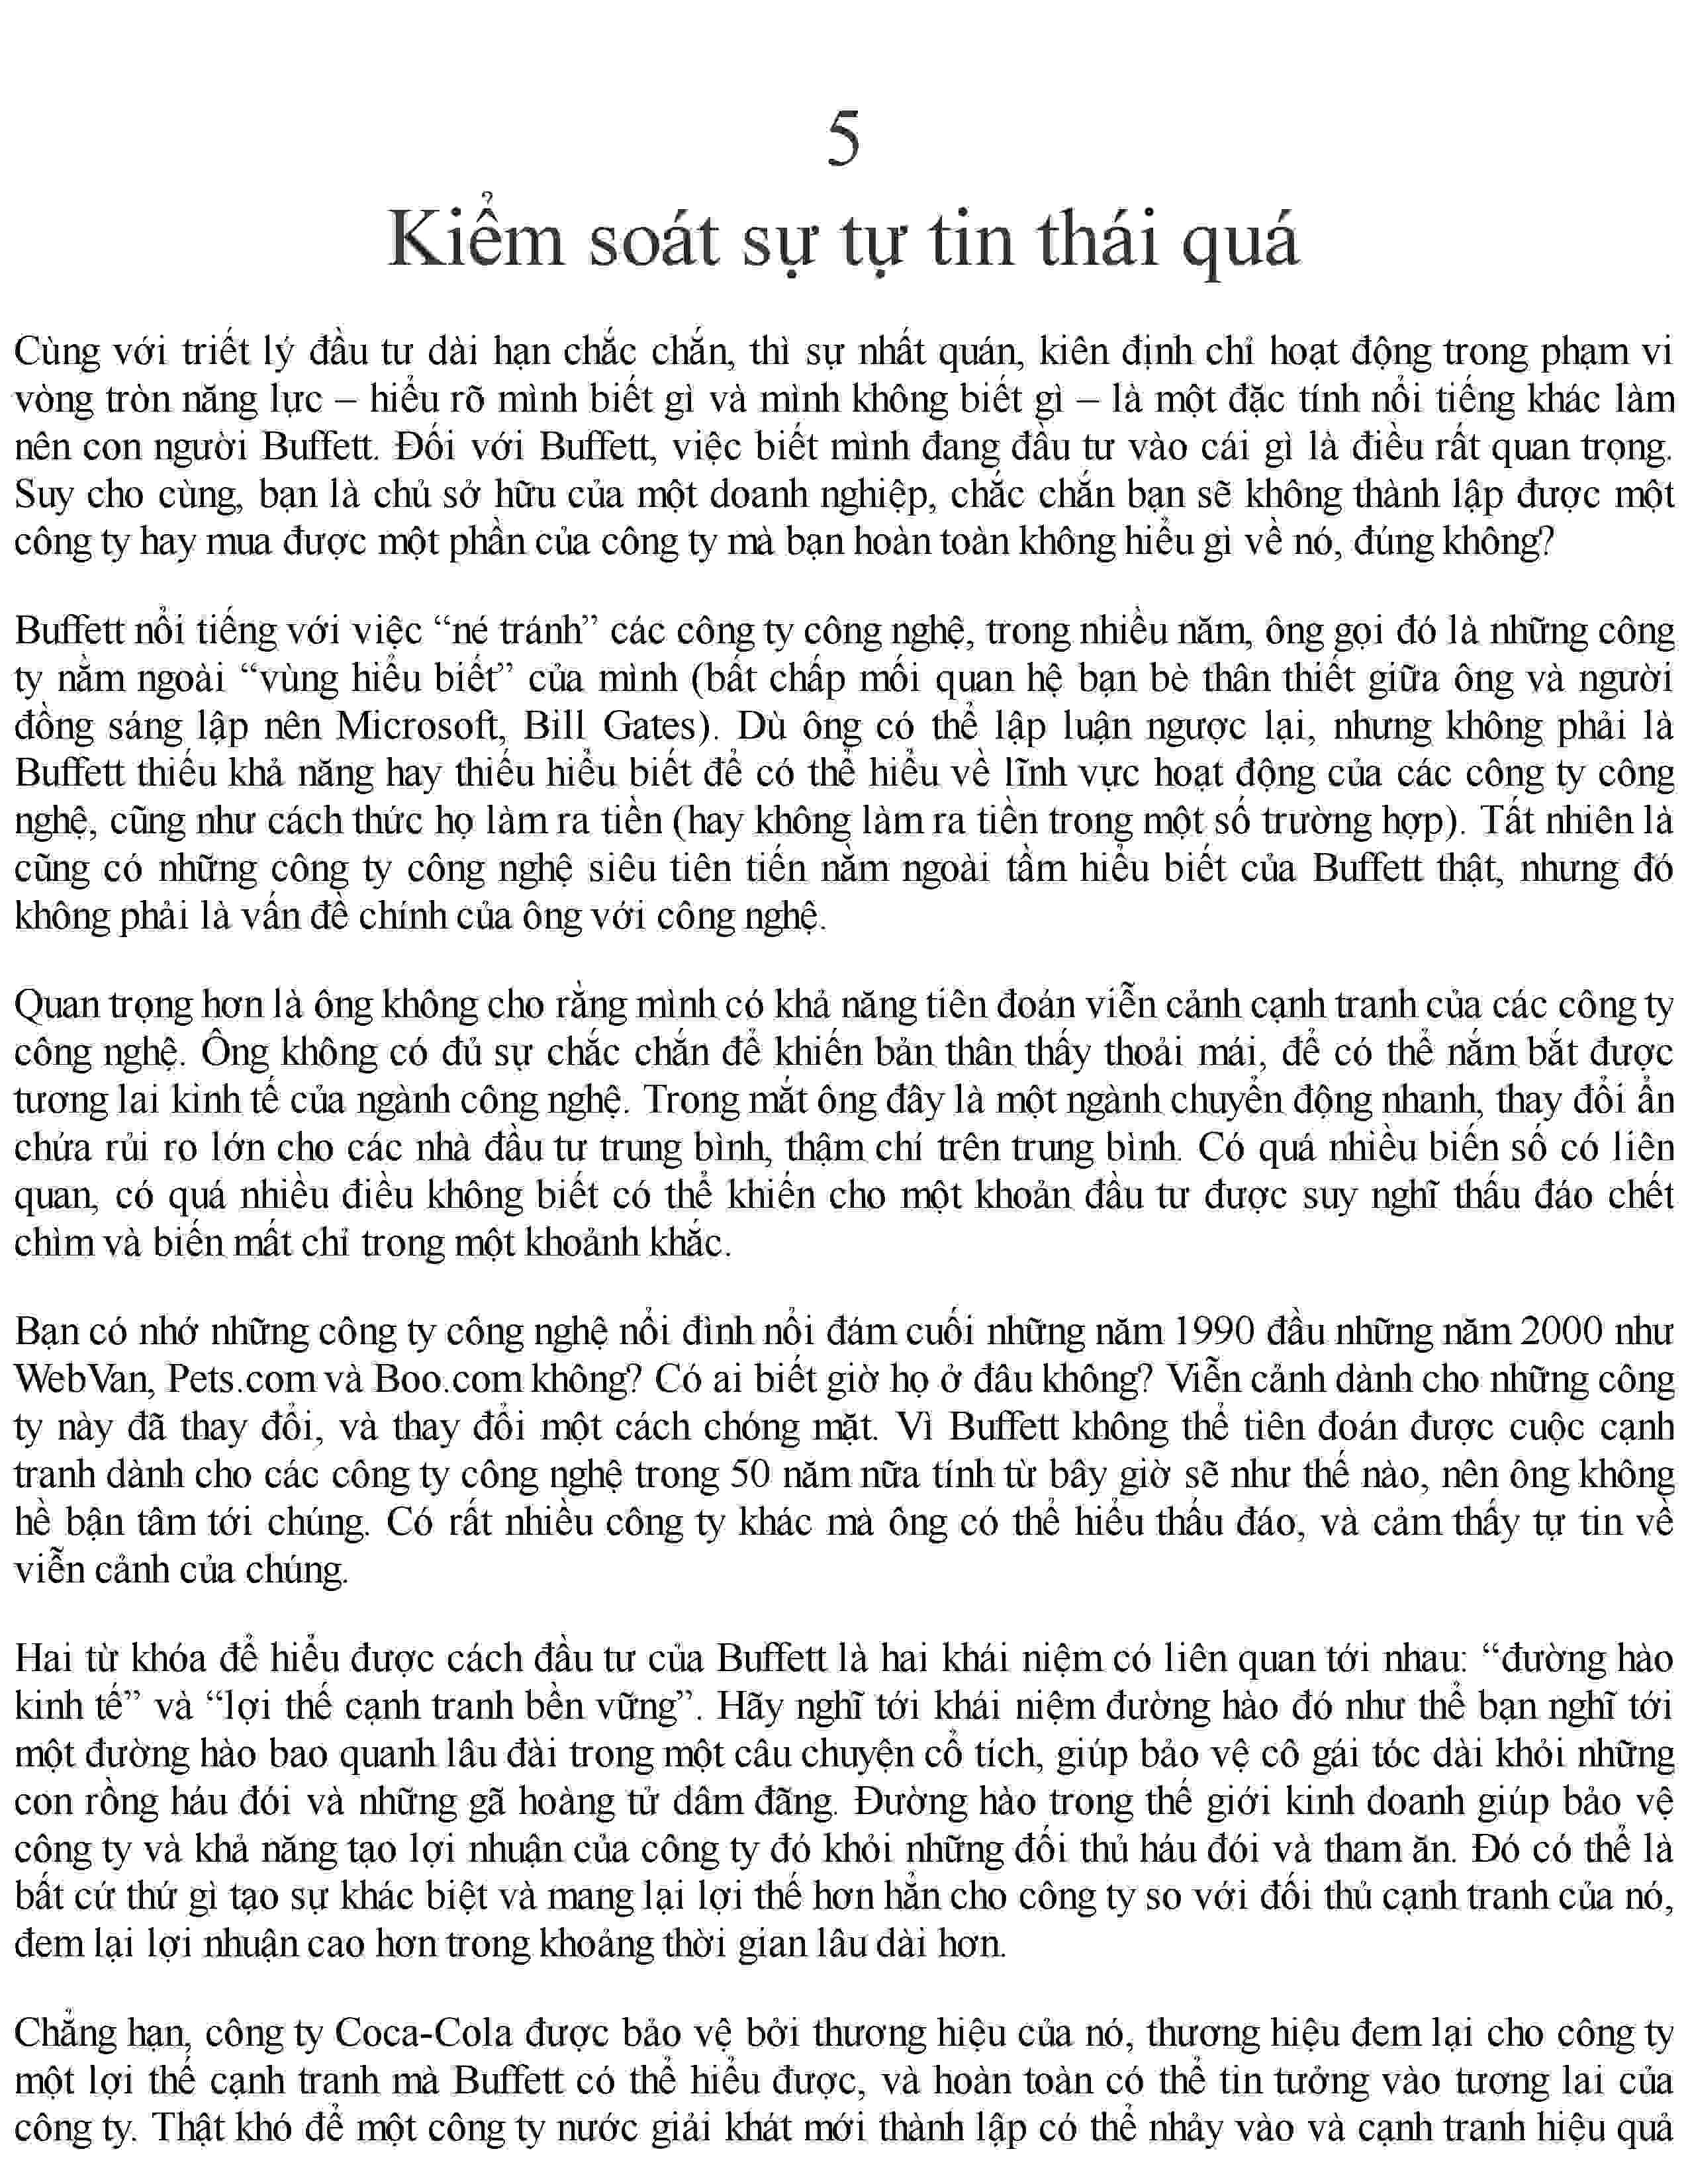 5
Kiểm soát sự tự tin thái quá
Cùng với triết lý đầu tư dài hạn chắc chắn, thì sự nhất quán, kiên định chỉ hoạt động trong phạm vi
vòng tròn năng lực – hiểu rõ mình biết gì và mình không biết gì – là một đặc tính nổi tiếng khác làm
nên con người Buffett. Đối với Buffett, việc biết mình đang đầu tư vào cái gì là điều rất quan trọng.
Suy cho cùng, bạn là chủ sở hữu của một doanh nghiệp, chắc chắn bạn sẽ không thành lập được một
công ty hay mua được một phần của công ty mà bạn hoàn toàn không hiểu gì về nó, đúng không?
Buffett nổi tiếng với việc “né tránh” các công ty công nghệ, trong nhiều năm, ông gọi đó là những công
ty nằm ngoài “vùng hiểu biết” của mình (bất chấp mối quan hệ bạn bè thân thiết giữa ông và người
đồng sáng lập nên Microsoft, Bill Gates). Dù ông có thể lập luận ngược lại, nhưng không phải là
Buffett thiếu khả năng hay thiếu hiểu biết để có thể hiểu về lĩnh vực hoạt động của các công ty công
nghệ, cũng như cách thức họ làm ra tiền (hay không làm ra tiền trong một số trường hợp). Tất nhiên là
cũng có những công ty công nghệ siêu tiên tiến nằm ngoài tầm hiểu biết của Buffett thật, nhưng đó
không phải là vấn đề chính của ông với công nghệ.
Quan trọng hơn là ông không cho rằng mình có khả năng tiên đoán viễn cảnh cạnh tranh của các công ty
công nghệ. Ông không có đủ sự chắc chắn để khiến bản thân thấy thoải mái, để có thể nắm bắt được
tương lai kinh tế của ngành công nghệ. Trong mắt ông đây là một ngành chuyển động nhanh, thay đổi ẩn
chứa rủi ro lớn cho các nhà đầu tư trung bình, thậm chí trên trung bình. Có quá nhiều biến số có liên
quan, có quá nhiều điều không biết có thể khiến cho một khoản đầu tư được suy nghĩ thấu đáo chết
chìm và biến mất chỉ trong một khoảnh khắc.
Bạn có nhớ những công ty công nghệ nổi đình nổi đám cuối những năm 1990 đầu những năm 2000 như
WebVan, Pets.com và Boo.com không? Có ai biết giờ họ ở đâu không? Viễn cảnh dành cho những công
ty này đã thay đổi, và thay đổi một cách chóng mặt. Vì Buffett không thể tiên đoán được cuộc cạnh
tranh dành cho các công ty công nghệ trong 50 năm nữa tính từ bây giờ sẽ như thế nào, nên ông không
hề bận tâm tới chúng. Có rất nhiều công ty khác mà ông có thể hiểu thấu đáo, và cảm thấy tự tin về
viễn cảnh của chúng.
Hai từ khóa để hiểu được cách đầu tư của Buffett là hai khái niệm có liên quan tới nhau: “đường hào
kinh tế” và “lợi thế cạnh tranh bền vững”. Hãy nghĩ tới khái niệm đường hào đó như thể bạn nghĩ tới
một đường hào bao quanh lâu đài trong một câu chuyện cổ tích, giúp bảo vệ cô gái tóc dài khỏi những
con rồng háu đói và những gã hoàng tử dâm đãng. Đường hào trong thế giới kinh doanh giúp bảo vệ
công ty và khả năng tạo lợi nhuận của công ty đó khỏi những đối thủ háu đói và tham ăn. Đó có thể là
bất cứ thứ gì tạo sự khác biệt và mang lại lợi thế hơn hẳn cho công ty so với đối thủ cạnh tranh của nó,
đem lại lợi nhuận cao hơn trong khoảng thời gian lâu dài hơn.
Chẳng hạn, công ty Coca-Cola được bảo vệ bởi thương hiệu của nó, thương hiệu đem lại cho công ty
một lợi thế cạnh tranh mà Buffett có thể hiểu được, và hoàn toàn có thể tin tưởng vào tương lai của
công ty. Thật khó để một công ty nước giải khát mới thành lập có thể nhảy vào và cạnh tranh hiệu quả